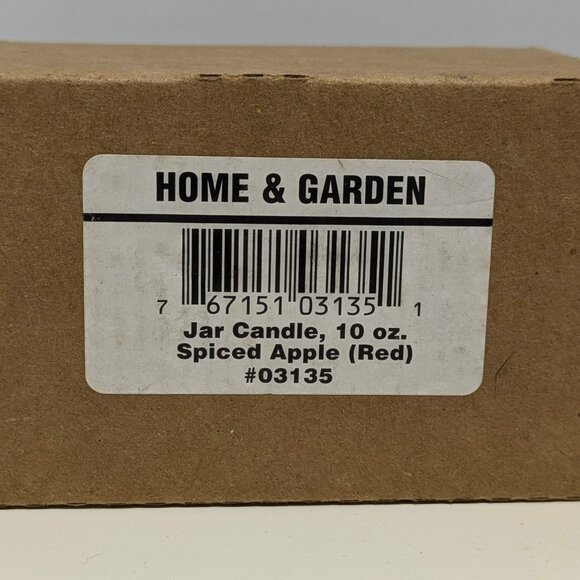 HOME & GARDEN
7 67151 03135 1
Jar Candle, 10 oz.
Spiced Apple (Red)
#03135